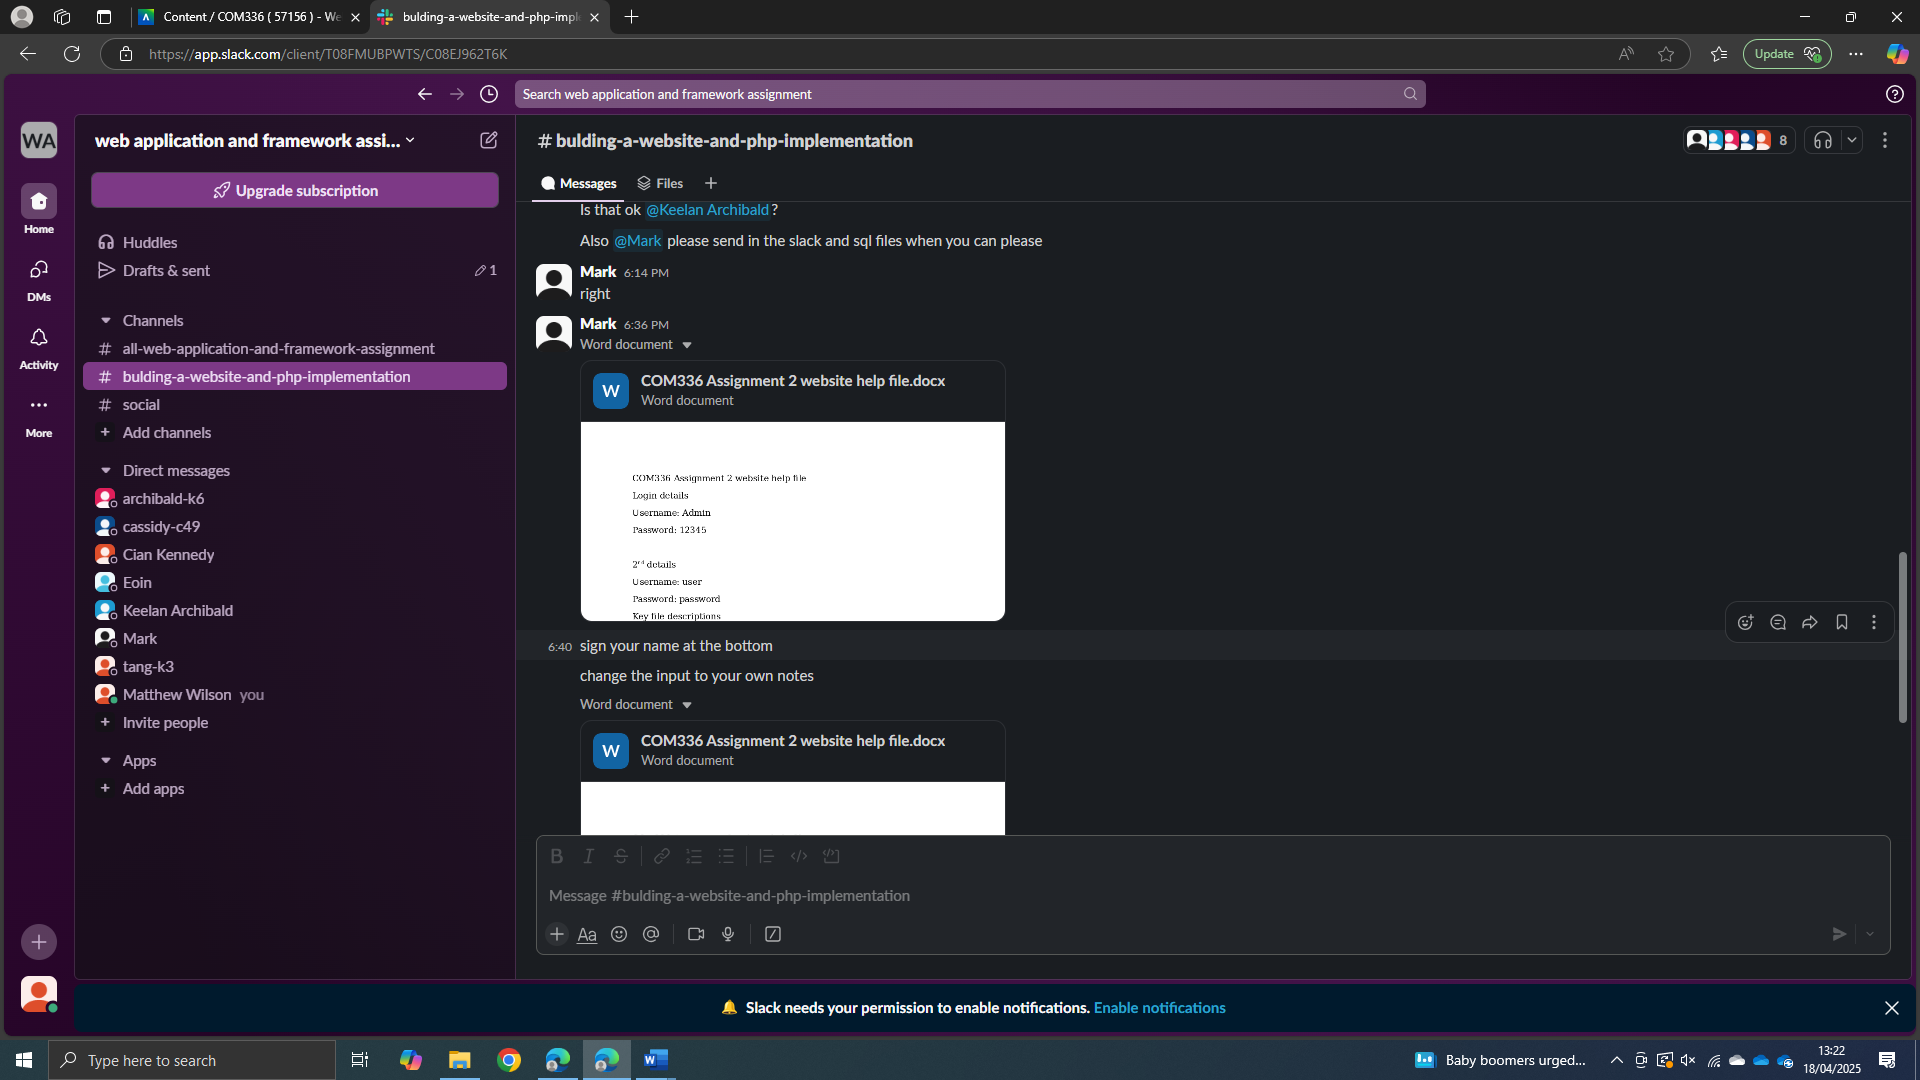 Content / COM336 ( 57156 ) - We
bulding-a-website-and-php-imple
https://app.slack.com/client/T08FMUBPWTS/C08EJ962T6K
Update
Search web application and framework assignment
WA
Home
DMs
Activity
More
web application and framework assi...
Upgrade subscription
Huddles
Drafts & sent
1
Channels
# all-web-application-and-framework-assignment
# bulding-a-website-and-php-implementation
# social
+ Add channels
Direct messages
archibald-k6
cassidy-c49
Cian Kennedy
Eoin
Keelan Archibald
Mark
tang-k3
Matthew Wilson you
+ Invite people
Apps
+ Add apps
# bulding-a-website-and-php-implementation
8
Messages
Files
Is that ok @Keelan Archibald ?
Also @Mark please send in the slack and sql files when you can please
Mark 6:14 PM
right
Mark 6:36 PM
Word document
W
COM336 Assignment 2 website help file.docx
Word document
COM336 Assignment 2 website help file
Login details
Username: Admin
Password: 12345
2nd details
Username: user
Password: password
Key file descriptions
6:40 sign your name at the bottom
change the input to your own notes
Word document
W
COM336 Assignment 2 website help file.docx
Word document
Message #bulding-a-website-and-php-implementation
Aa
Slack needs your permission to enable notifications. Enable notifications
Type here to search
Baby boomers urged...
13:22
18/04/2025